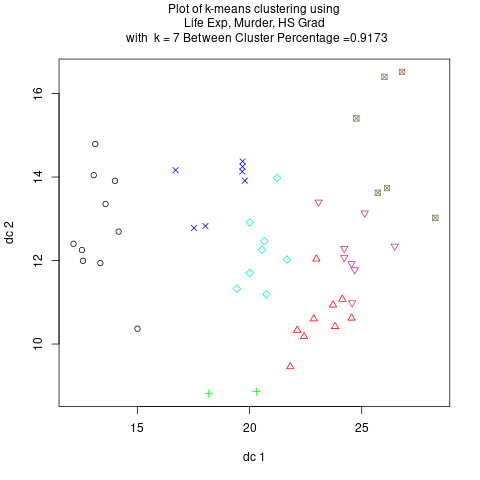 Plot of k-means clustering using
Life Exp, Murder, HS Grad
with k = 7 Between Cluster Percentage =0.9173
16
14
12
10
dc 2
15
20
25
dc 1